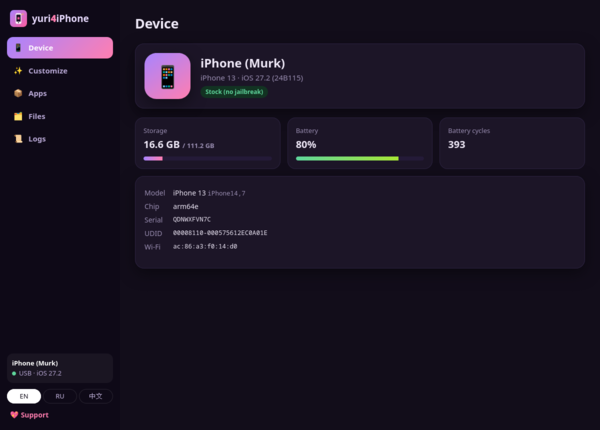 yuri4iPhone
Device
Customize
Apps
Files
Logs
iPhone (Murk)
USB · iOS 27.2
EN
RU
中文
Support
Device
iPhone (Murk)
iPhone 13 · iOS 27.2 (24B115)
Stock (no jailbreak)
Storage
16.6 GB / 111.2 GB
Battery
80%
Battery cycles
393
Model iPhone 13 iPhone14,7
Chip arm64e
Serial QDNWXFVN7C
UDID 00008110-000575612EC0A01E
Wi-Fi ac:86:a3:f0:14:d0